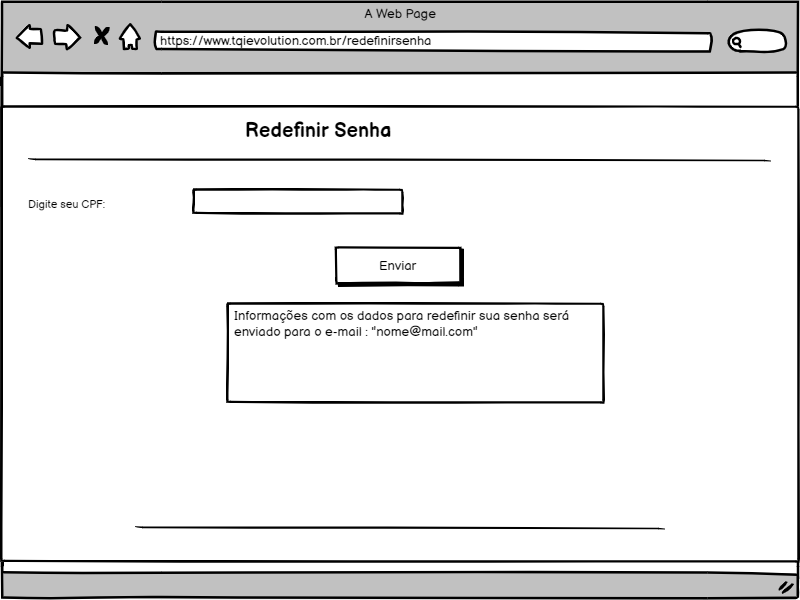 A Web Page
https://www.tqievolution.com.br/redefinirsenha
Redefinir Senha
Digite seu CPF:
Enviar
Informações com os dados para redefinir sua senha será
enviado para o e-mail : "nome@mail.com"